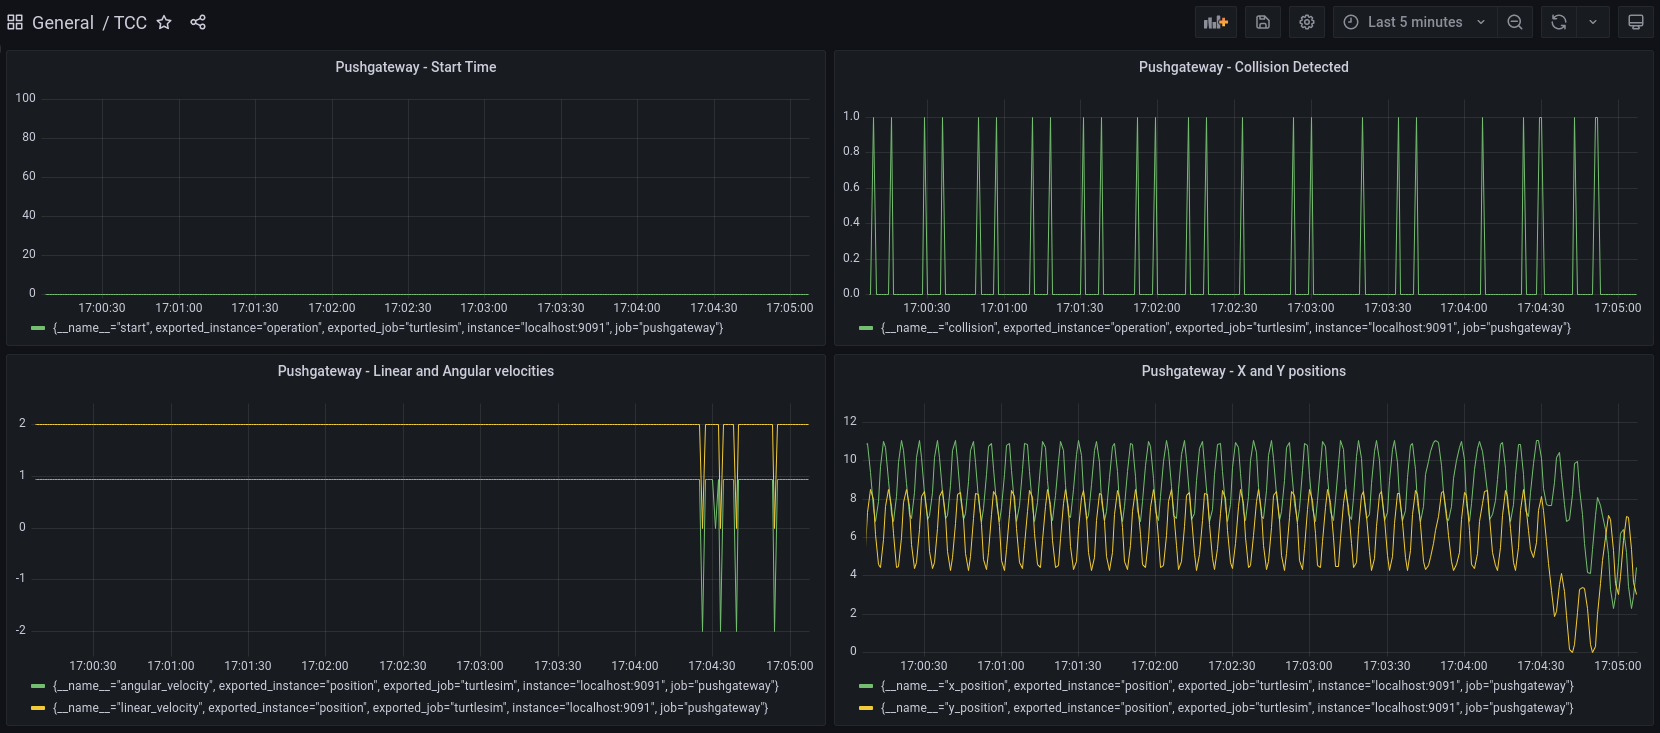 General / TCC
Last 5 minutes
Pushgateway - Start Time
100
80
60
40
20
0
17:00:30 17:01:00 17:01:30 17:02:00 17:02:30 17:03:00 17:03:30 17:04:00 17:04:30 17:05:00
{__name__="start", exported_instance="operation", exported_job="turtlesim", instance="localhost:9091", job="pushgateway"}
Pushgateway - Collision Detected
1.0
0.8
0.6
0.4
0.2
0.0
17:00:30 17:01:00 17:01:30 17:02:00 17:02:30 17:03:00 17:03:30 17:04:00 17:04:30 17:05:00
{__name__="collision", exported_instance="operation", exported_job="turtlesim", instance="localhost:9091", job="pushgateway"}
Pushgateway - Linear and Angular velocities
2
1
0
-1
-2
17:00:30 17:01:00 17:01:30 17:02:00 17:02:30 17:03:00 17:03:30 17:04:00 17:04:30 17:05:00
{__name__="angular_velocity", exported_instance="position", exported_job="turtlesim", instance="localhost:9091", job="pushgateway"}
{__name__="linear_velocity", exported_instance="position", exported_job="turtlesim", instance="localhost:9091", job="pushgateway"}
Pushgateway - X and Y positions
12
10
8
6
4
2
0
17:00:30 17:01:00 17:01:30 17:02:00 17:02:30 17:03:00 17:03:30 17:04:00 17:04:30 17:05:00
{__name__="x_position", exported_instance="position", exported_job="turtlesim", instance="localhost:9091", job="pushgateway"}
{__name__="y_position", exported_instance="position", exported_job="turtlesim", instance="localhost:9091", job="pushgateway"}